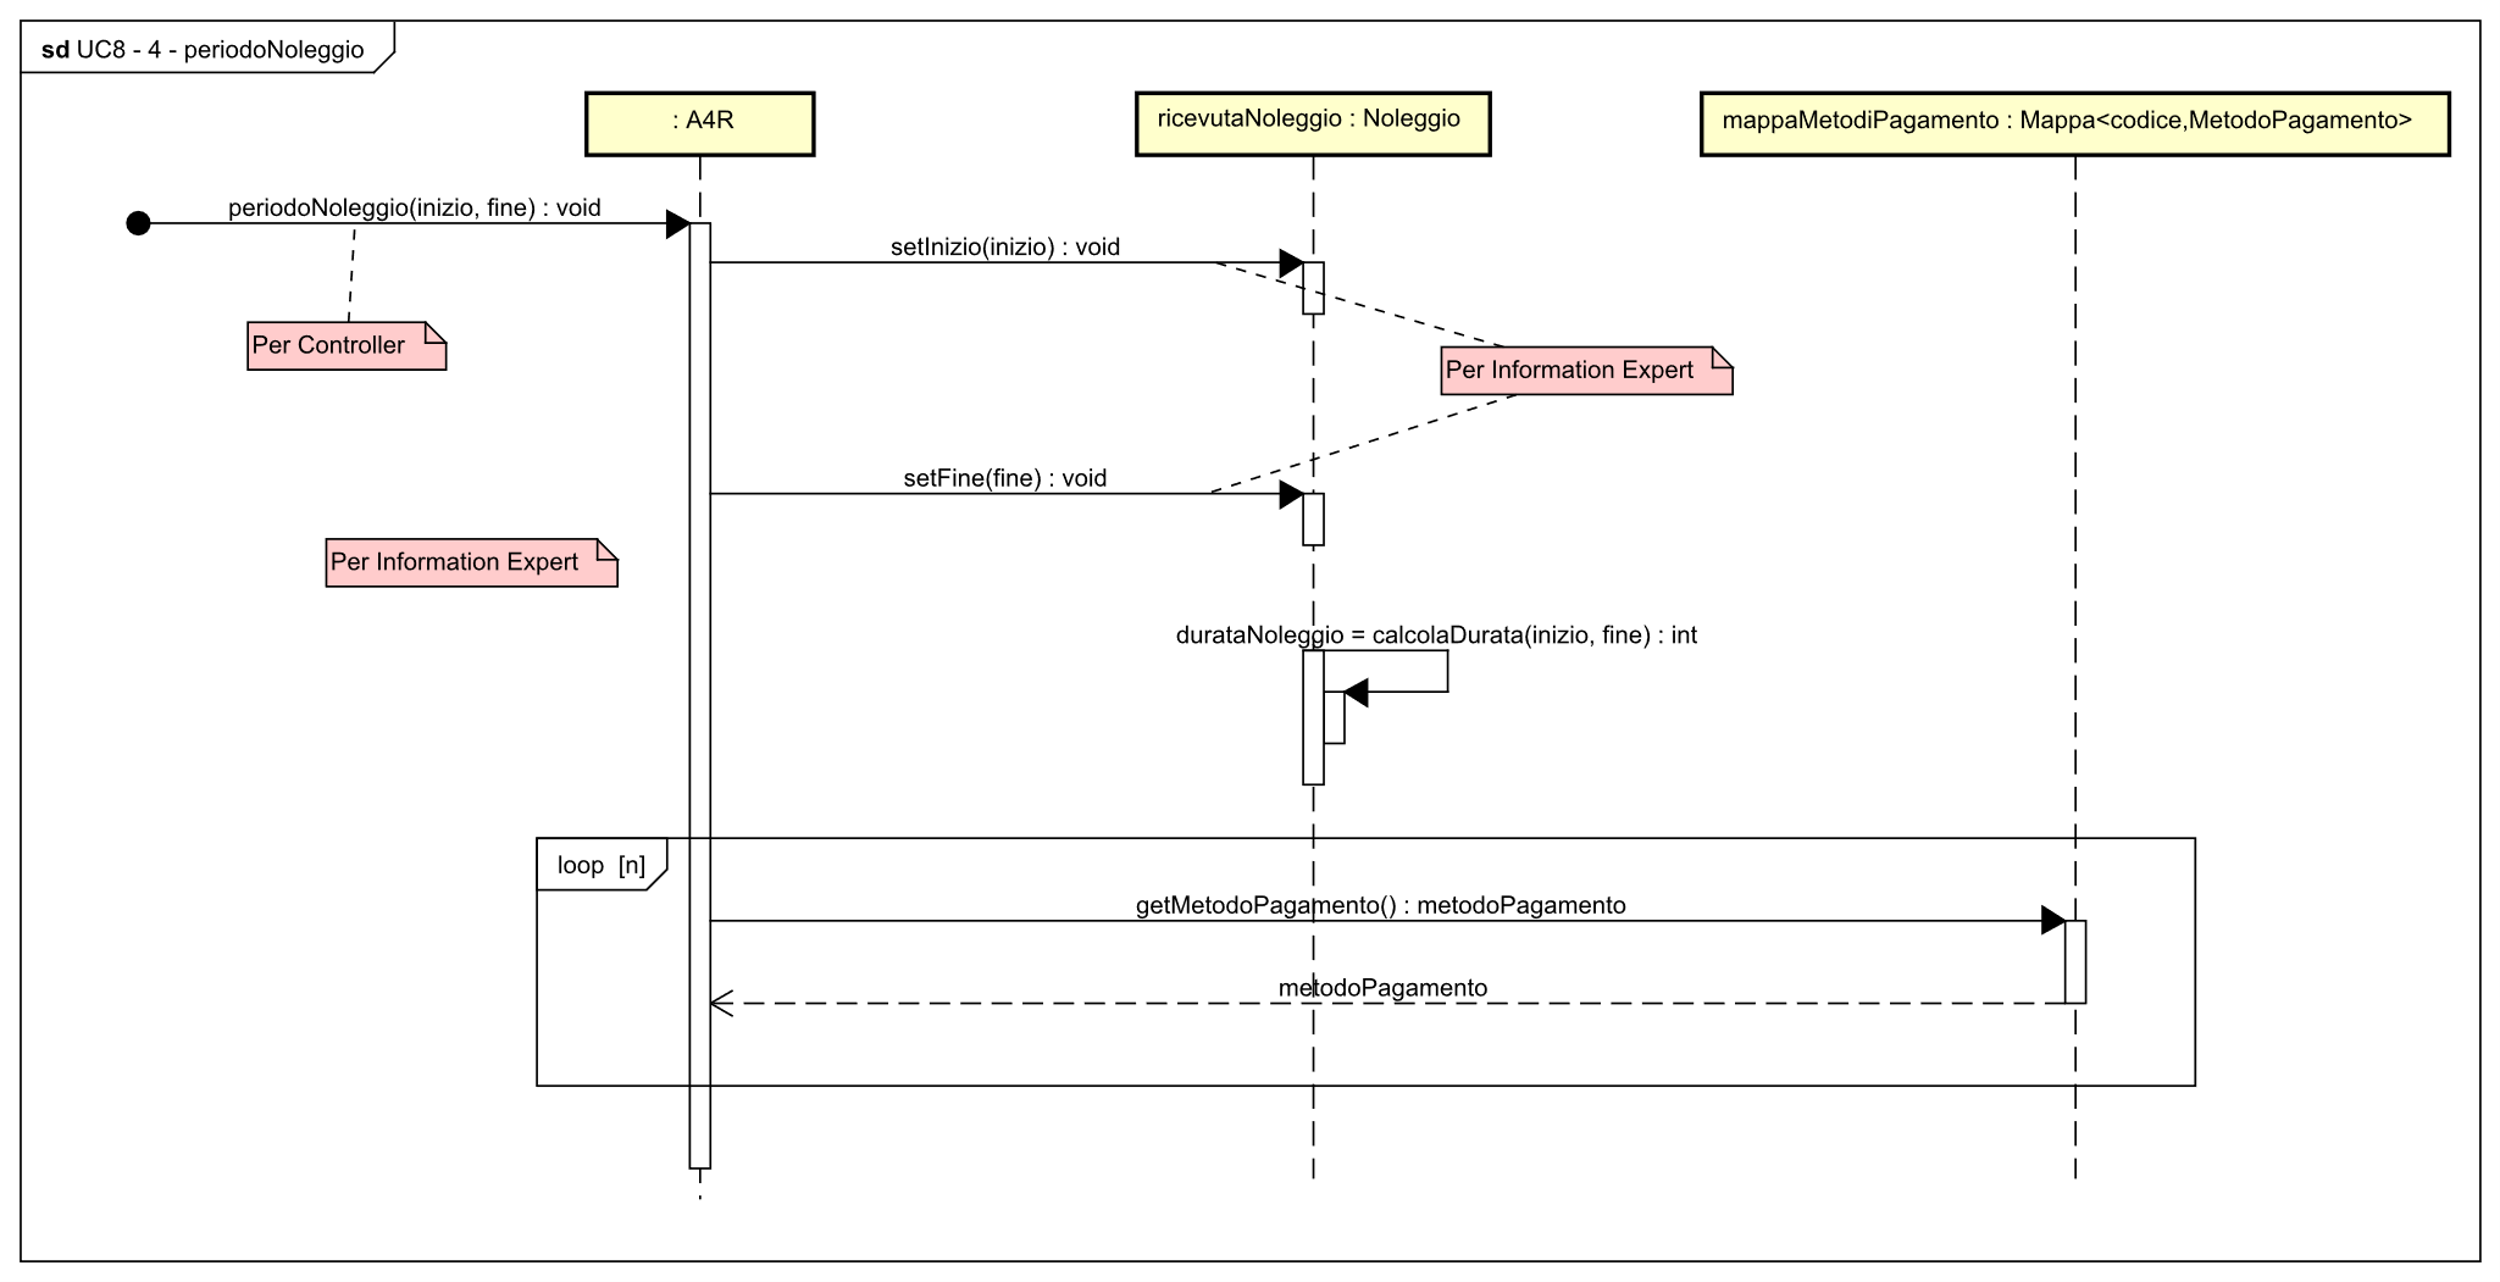 sd UC8 - 4 - periodoNoleggio
: A4R
ricevutaNoleggio : Noleggio
mappaMetodiPagamento : Mappa<codice,MetodoPagamento>
periodoNoleggio(inizio, fine) : void
setInizio(inizio) : void
Per Controller
Per Information Expert
setFine(fine) : void
Per Information Expert
durataNoleggio = calcolaDurata(inizio, fine) : int
loop [n]
getMetodoPagamento() : metodoPagamento
metodoPagamento